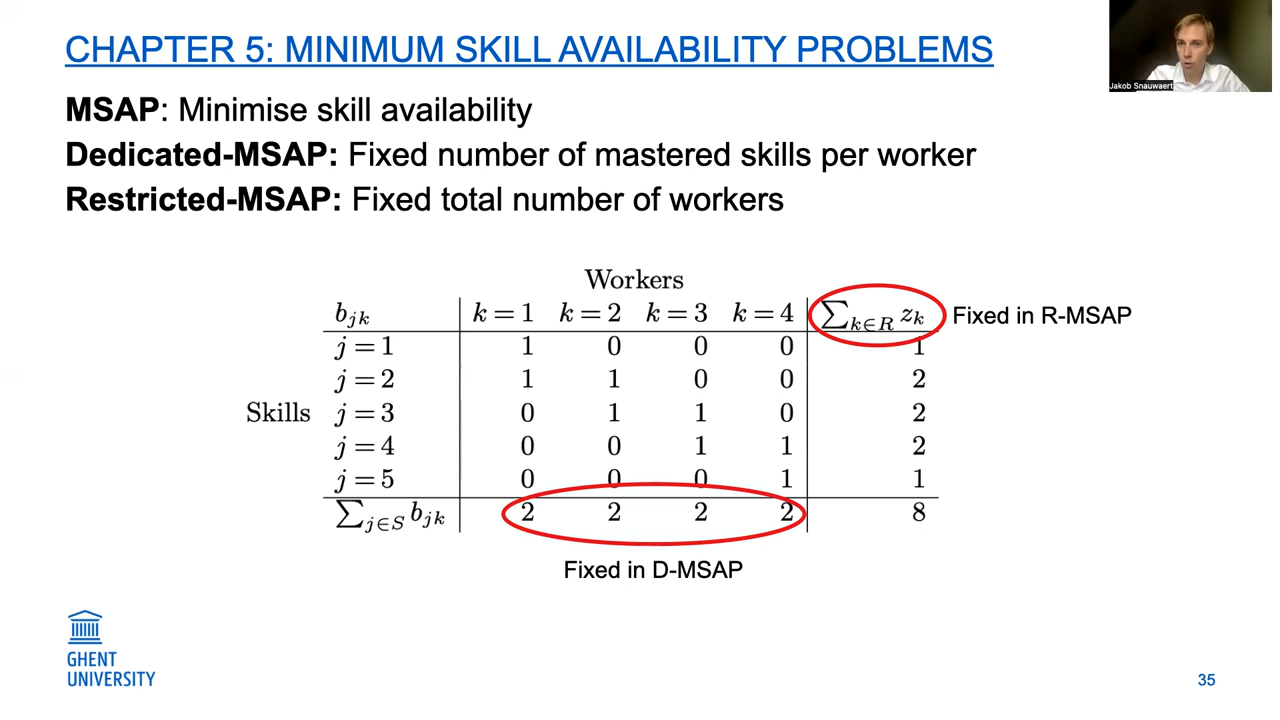 CHAPTER 5: MINIMUM SKILL AVAILABILITY PROBLEMS
Jakob Snauwaert
MSAP: Minimise skill availability
Dedicated-MSAP: Fixed number of mastered skills per worker
Restricted-MSAP: Fixed total number of workers
Workers
b_{jk} k = 1 k = 2 k = 3 k = 4 ∑_{k∈R} z_k Fixed in R-MSAP
j = 1 1 0 0 0 1
j = 2 1 1 0 0 2
Skills j = 3 0 1 1 0 2
j = 4 0 0 1 1 2
j = 5 0 0 0 1 1
∑_{j∈S} b_{jk} 2 2 2 2 8
Fixed in D-MSAP
GHENT
UNIVERSITY
35